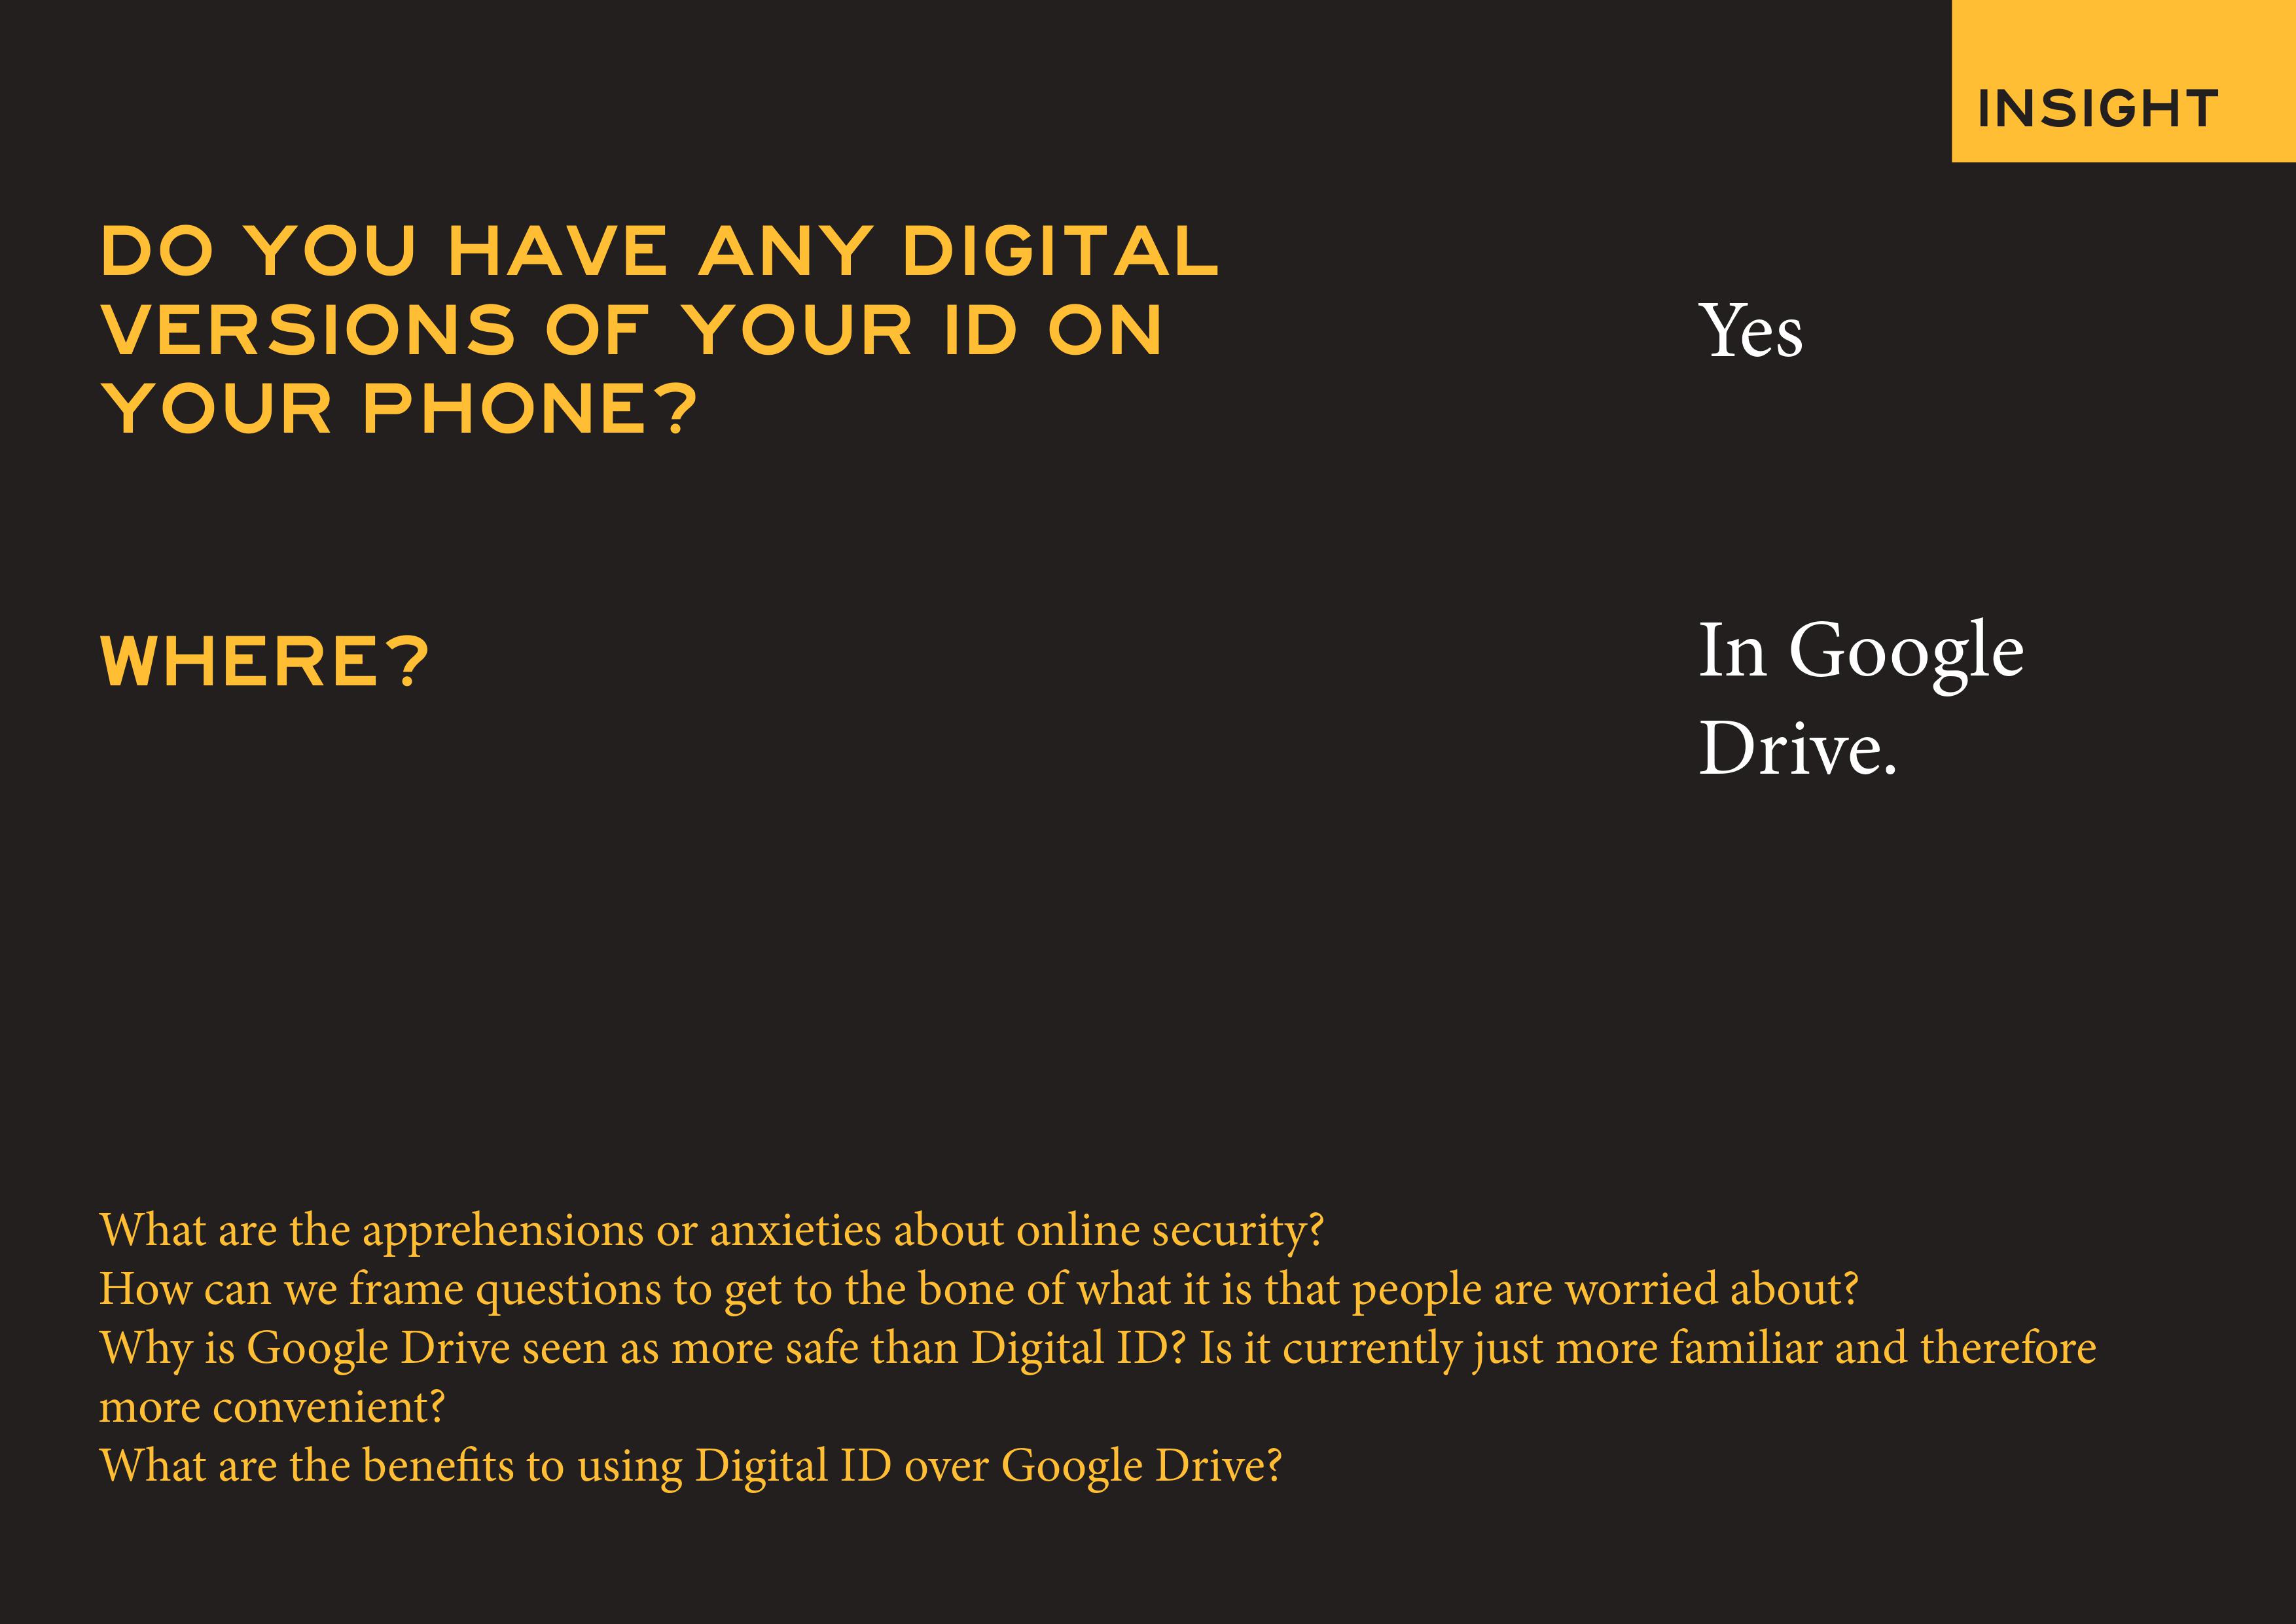 INSIGHT
DO YOU HAVE ANY DIGITAL
VERSIONS OF YOUR ID ON
YOUR PHONE?
Yes
WHERE?
In Google
Drive.
What are the apprehensions or anxieties about online security?
How can we frame questions to get to the bone of what it is that people are worried about?
Why is Google Drive seen as more safe than Digital ID? Is it currently just more familiar and therefore
more convenient?
What are the benefits to using Digital ID over Google Drive?